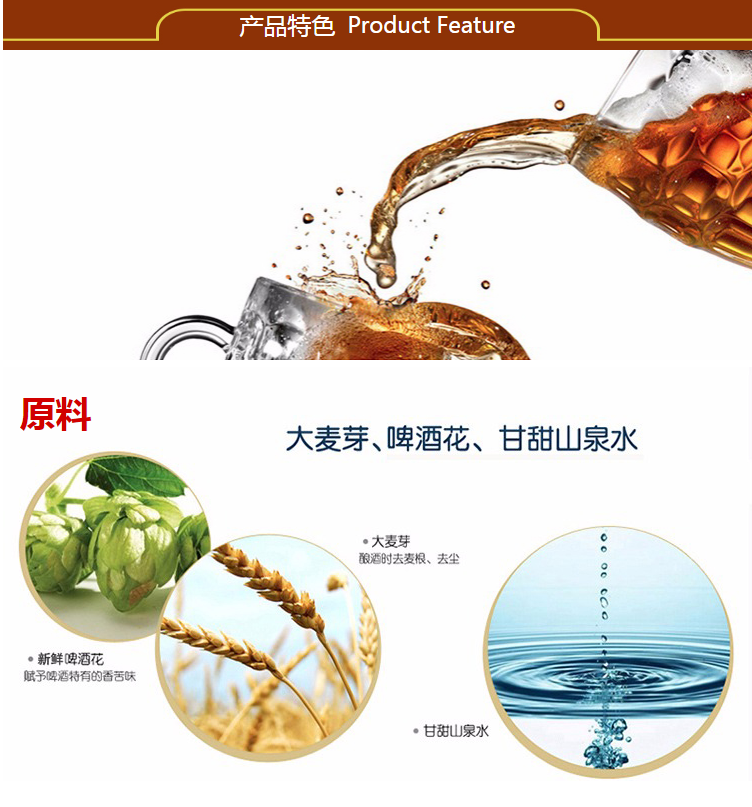 产品特色 Product Feature
原料
大麦芽、啤酒花、甘甜山泉水
大麦芽
酿酒时去麦根、去尘
新鲜啤酒花
赋予啤酒特有的香苦味
甘甜山泉水